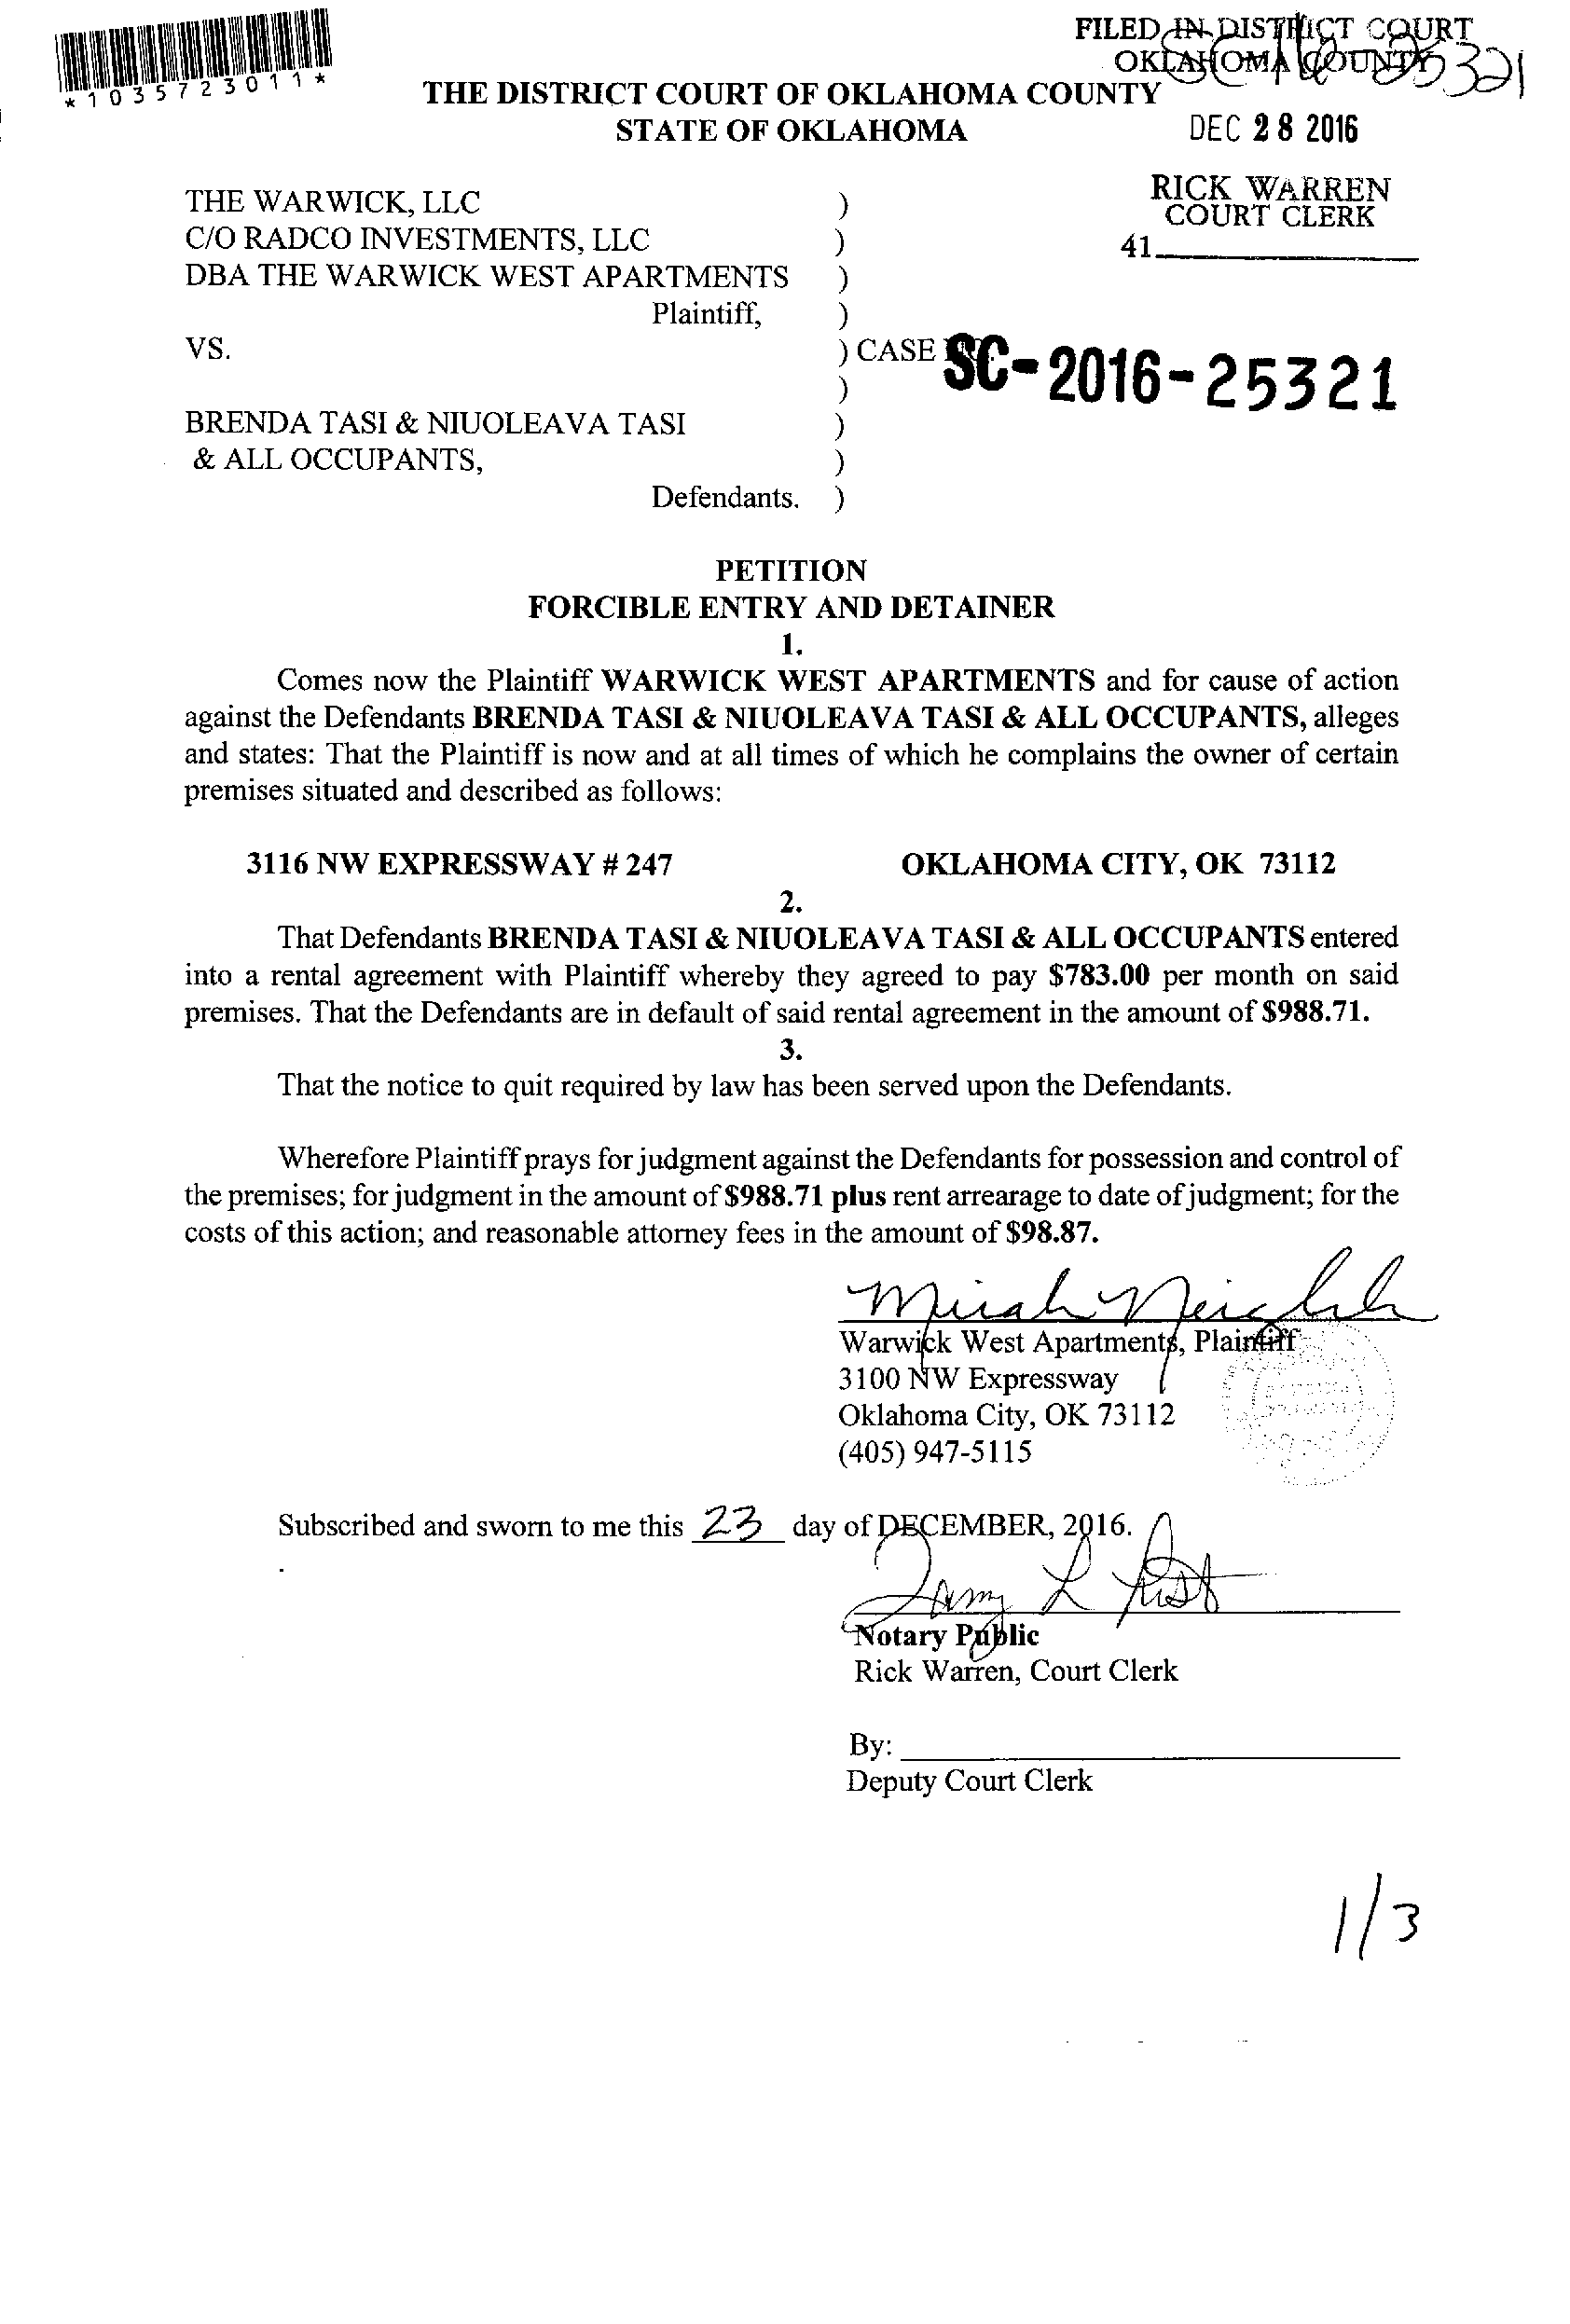 *1035723011*
FILED IN DISTRICT COURT
OKLAHOMA COUNTY
SC-16-25321
THE DISTRICT COURT OF OKLAHOMA COUNTY
STATE OF OKLAHOMA
DEC 28 2016
RICK WARREN
COURT CLERK
41
THE WARWICK, LLC )
C/O RADCO INVESTMENTS, LLC )
DBA THE WARWICK WEST APARTMENTS )
Plaintiff, )
VS. ) CASE NO. SC-2016-25321
)
BRENDA TASI & NIUOLEAVA TASI )
& ALL OCCUPANTS, )
Defendants. )
PETITION
FORCIBLE ENTRY AND DETAINER
1.
Comes now the Plaintiff WARWICK WEST APARTMENTS and for cause of action
against the Defendants BRENDA TASI & NIUOLEAVA TASI & ALL OCCUPANTS, alleges
and states: That the Plaintiff is now and at all times of which he complains the owner of certain
premises situated and described as follows:
3116 NW EXPRESSWAY # 247 OKLAHOMA CITY, OK 73112
2.
That Defendants BRENDA TASI & NIUOLEAVA TASI & ALL OCCUPANTS entered
into a rental agreement with Plaintiff whereby they agreed to pay $783.00 per month on said
premises. That the Defendants are in default of said rental agreement in the amount of $988.71.
3.
That the notice to quit required by law has been served upon the Defendants.
Wherefore Plaintiff prays for judgment against the Defendants for possession and control of
the premises; for judgment in the amount of $988.71 plus rent arrearage to date of judgment; for the
costs of this action; and reasonable attorney fees in the amount of $98.87.
Warwick West Apartments, Plaintiff
3100 NW Expressway
Oklahoma City, OK 73112
(405) 947-5115
Subscribed and sworn to me this 23 day of DECEMBER, 2016.
Notary Public
Rick Warren, Court Clerk
By:
Deputy Court Clerk
1/3